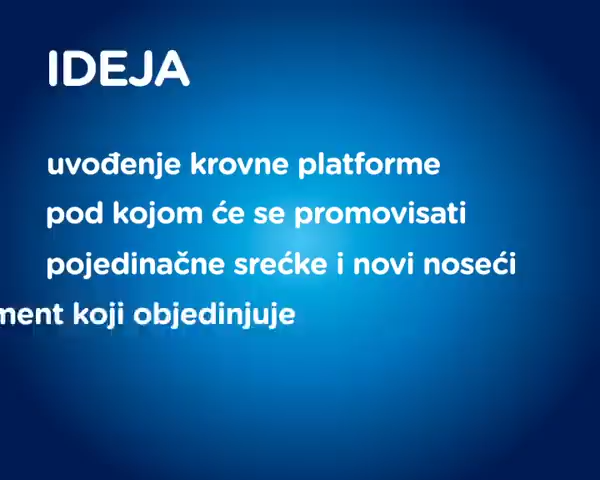 IDEJA
uvođenje krovne platforme
pod kojom će se promovisati
pojedinačne srećke i novi noseći
ment koji objedinjuje